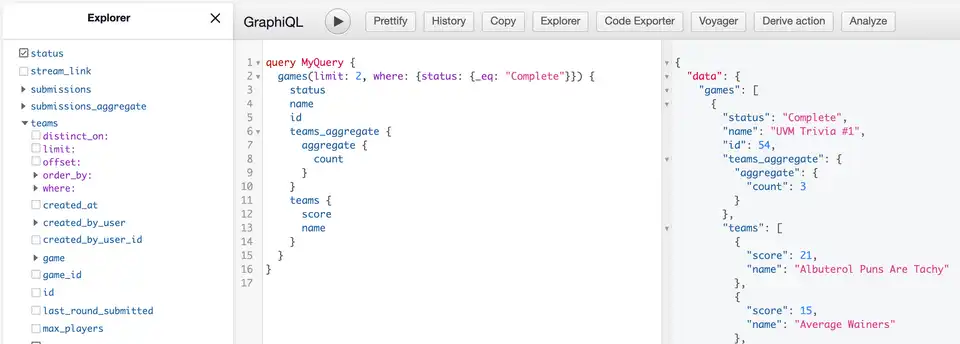 Explorer
status
stream_link
submissions
submissions_aggregate
teams
distinct_on:
limit:
offset:
order_by:
where:
created_at
created_by_user
created_by_user_id
game
game_id
id
last_round_submitted
max_players
GraphiQL
Prettify
History
Copy
Explorer
Code Exporter
Voyager
Derive action
Analyze
1 query MyQuery {
2 games(limit: 2, where: {status: {_eq: "Complete"}}) {
3 status
4 name
5 id
6 teams_aggregate {
7 aggregate {
8 count
9 }
10 }
11 teams {
12 score
13 name
14 }
15 }
16 }
17
{
"data": {
"games": [
{
"status": "Complete",
"name": "UVM Trivia #1",
"id": 54,
"teams_aggregate": {
"aggregate": {
"count": 3
}
},
"teams": [
{
"score": 21,
"name": "Albuterol Puns Are Tachy"
},
{
"score": 15,
"name": "Average Wainers"
},